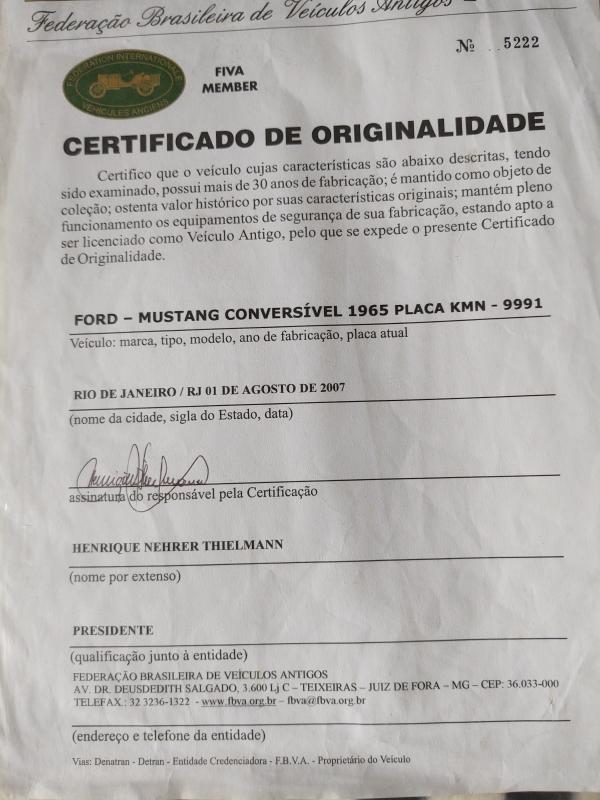 Federação Brasileira de Veículos Antigos
Nº 5222
FEDERATION INTERNATIONALE
VEHICULES ANCIENS
FIVA
MEMBER
CERTIFICADO DE ORIGINALIDADE
Certifico que o veículo cujas características são abaixo descritas, tendo
sido examinado, possui mais de 30 anos de fabricação; é mantido como objeto de
coleção; ostenta valor histórico por suas características originais; mantém pleno
funcionamento os equipamentos de segurança de sua fabricação, estando apto a
ser licenciado como Veículo Antigo, pelo que se expede o presente Certificado
de Originalidade.
FORD – MUSTANG CONVERSÍVEL 1965 PLACA KMN - 9991
Veículo: marca, tipo, modelo, ano de fabricação, placa atual
RIO DE JANEIRO / RJ 01 DE AGOSTO DE 2007
(nome da cidade, sigla do Estado, data)
assinatura do responsável pela Certificação
HENRIQUE NEHRER THIELMANN
(nome por extenso)
PRESIDENTE
(qualificação junto à entidade)
FEDERAÇÃO BRASILEIRA DE VEÍCULOS ANTIGOS
AV. DR. DEUSDEDITH SALGADO, 3.600 Lj C – TEIXEIRAS – JUIZ DE FORA – MG – CEP: 36.033-000
TELEFAX.: 32 3236-1322 - www.fbva.org.br – fbva@fbva.org.br
(endereço e telefone da entidade)
Vias: Denatran - Detran - Entidade Credenciadora - F.B.V.A. - Proprietário do Veículo